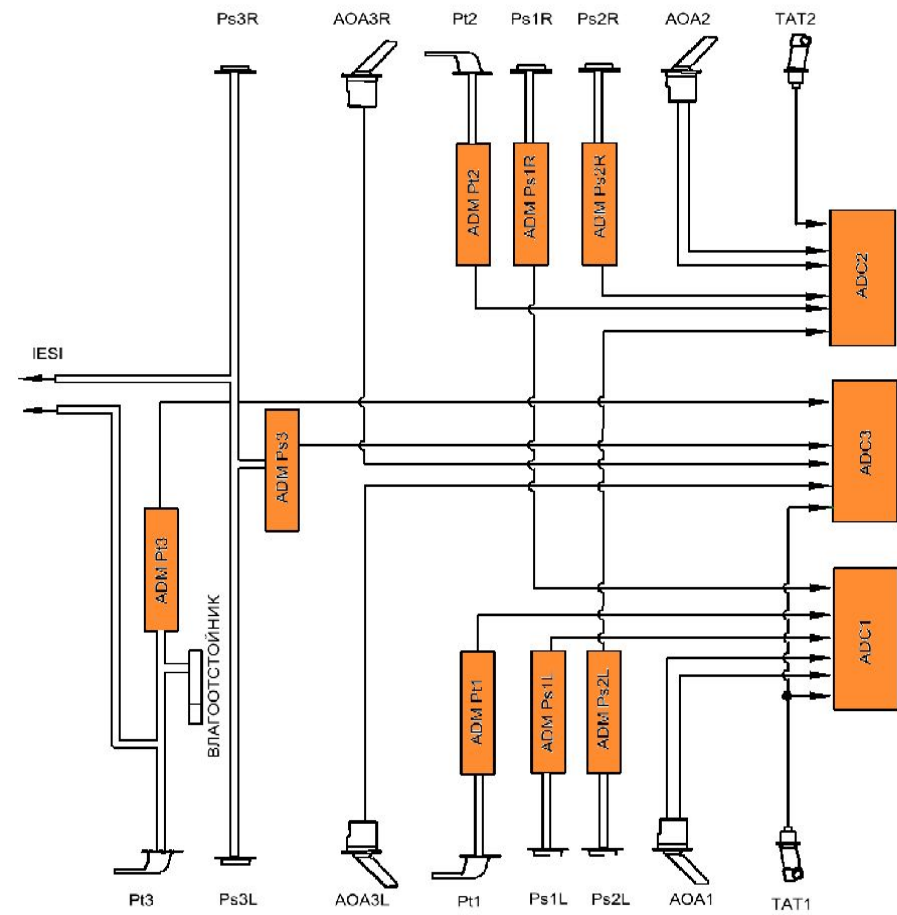 Ps3R
AOA3R
Pt2
Ps1R
Ps2R
AOA2
TAT2
ADM Pt2
ADM Ps1R
ADM Ps2R
ADC2
IESI
ADM Ps3
ADC3
ADM Pt3
ВЛАГООТСТОЙНИК
ADC1
ADM Pt1
ADM Ps1L
ADM Ps2L
Pt3
Ps3L
AOA3L
Pt1
Ps1L
Ps2L
AOA1
TAT1